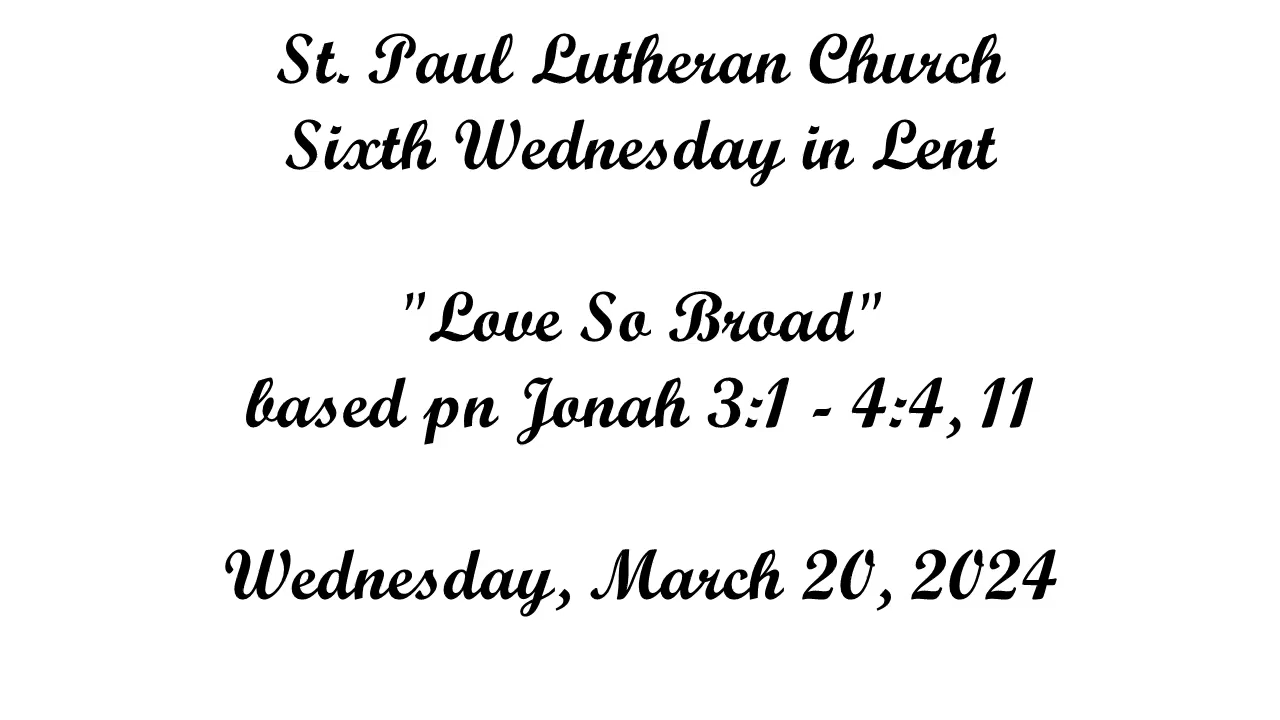 St. Paul Lutheran Church
Sixth Wednesday in Lent
"Love So Broad"
based pn Jonah 3:1 - 4:4, 11
Wednesday, March 20, 2024